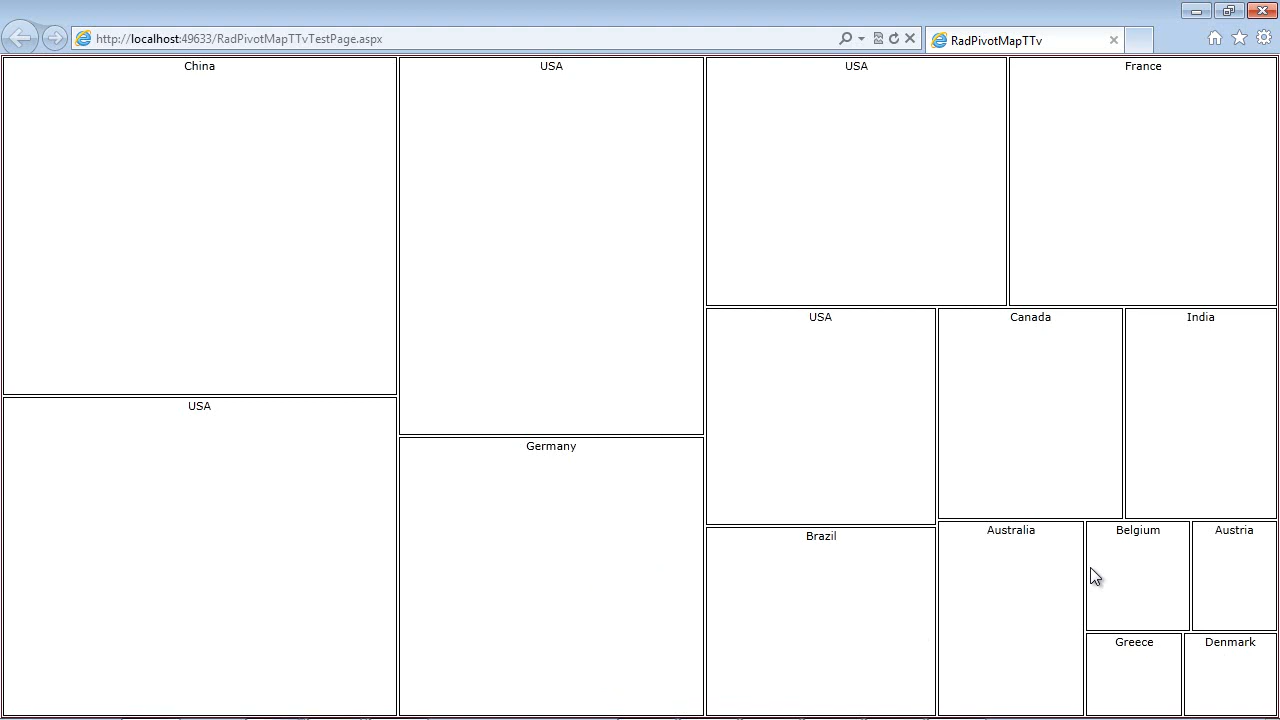 http://localhost:49633/RadPivotMapTTvTestPage.aspx
RadPivotMapTTv
China
USA
USA
France
USA
Canada
India
USA
Germany
Brazil
Australia
Belgium
Austria
Greece
Denmark